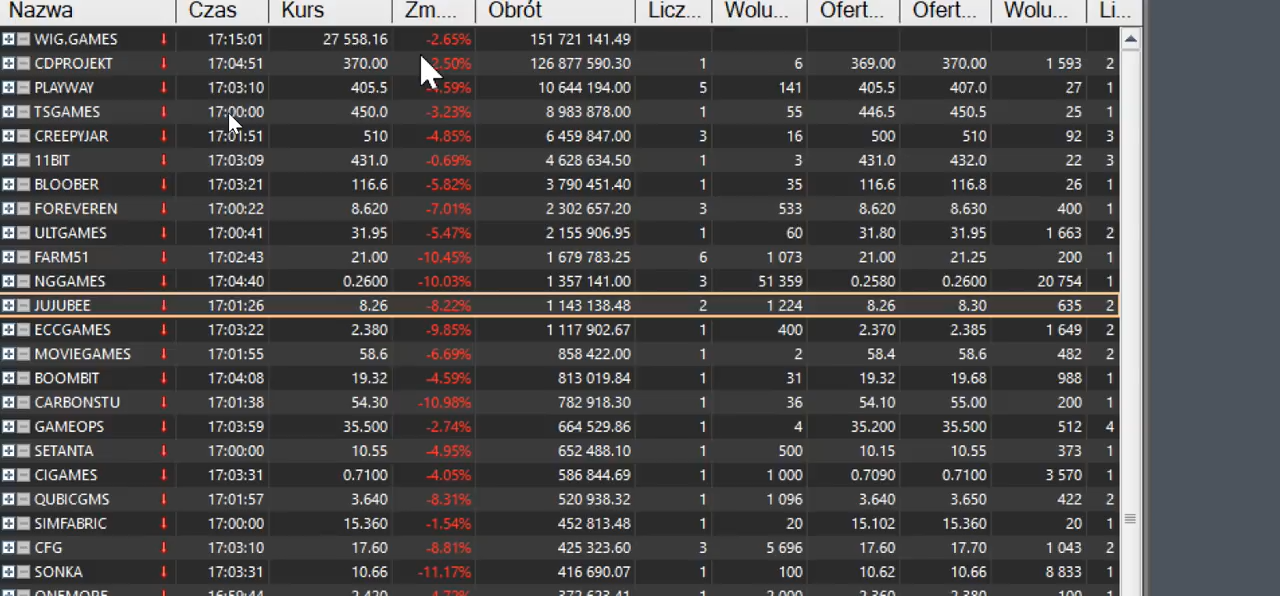 Nazwa Czas Kurs Zm.... Obrót Licz... Wolu... Ofert... Ofert... Wolu... Li...
WIG.GAMES 17:15:01 27 558.16 -2.65% 151 721 141.49
CDPROJEKT 17:04:51 370.00 2.50% 126 877 590.30 1 6 369.00 370.00 1 593 2
PLAYWAY 17:03:10 405.5 .59% 10 644 194.00 5 141 405.5 407.0 27 1
TSGAMES 17:00:00 450.0 -3.23% 8 983 878.00 1 55 446.5 450.5 25 1
CREEPYJAR 17:01:51 510 -4.85% 6 459 847.00 3 16 500 510 92 3
11BIT 17:03:09 431.0 -0.69% 4 628 634.50 1 3 431.0 432.0 22 3
BLOOBER 17:03:21 116.6 -5.82% 3 790 451.40 1 35 116.6 116.8 26 1
FOREVEREN 17:00:22 8.620 -7.01% 2 302 657.20 3 533 8.620 8.630 400 1
ULTGAMES 17:00:41 31.95 -5.47% 2 155 906.95 1 60 31.80 31.95 1 663 2
FARM51 17:02:43 21.00 -10.45% 1 679 783.25 6 1 073 21.00 21.25 200 1
NGGAMES 17:04:40 0.2600 -10.03% 1 357 141.00 3 51 359 0.2580 0.2600 20 754 1
JUJUBEE 17:01:26 8.26 -8.22% 1 143 138.48 2 1 224 8.26 8.30 635 2
ECCGAMES 17:03:22 2.380 -9.85% 1 117 902.67 1 400 2.370 2.385 1 649 2
MOVIEGAMES 17:01:55 58.6 -6.69% 858 422.00 1 2 58.4 58.6 482 2
BOOMBIT 17:04:08 19.32 -4.59% 813 019.84 1 31 19.32 19.68 988 1
CARBONSTU 17:01:38 54.30 -10.98% 782 918.30 1 36 54.10 55.00 200 1
GAMEOPS 17:03:59 35.500 -2.74% 664 529.86 1 4 35.200 35.500 512 4
SETANTA 17:00:00 10.55 -4.95% 652 488.10 1 500 10.15 10.55 373 1
CIGAMES 17:03:31 0.7100 -4.05% 586 844.69 1 1 000 0.7090 0.7100 3 570 1
QUBICGMS 17:01:57 3.640 -8.31% 520 938.32 1 1 096 3.640 3.650 422 2
SIMFABRIC 17:00:00 15.360 -1.54% 452 813.48 1 20 15.102 15.360 20 1
CFG 17:03:10 17.60 -8.81% 425 323.60 3 5 696 17.60 17.70 1 043 2
SONKA 17:03:31 10.66 -11.17% 416 690.07 1 100 10.62 10.66 8 833 1